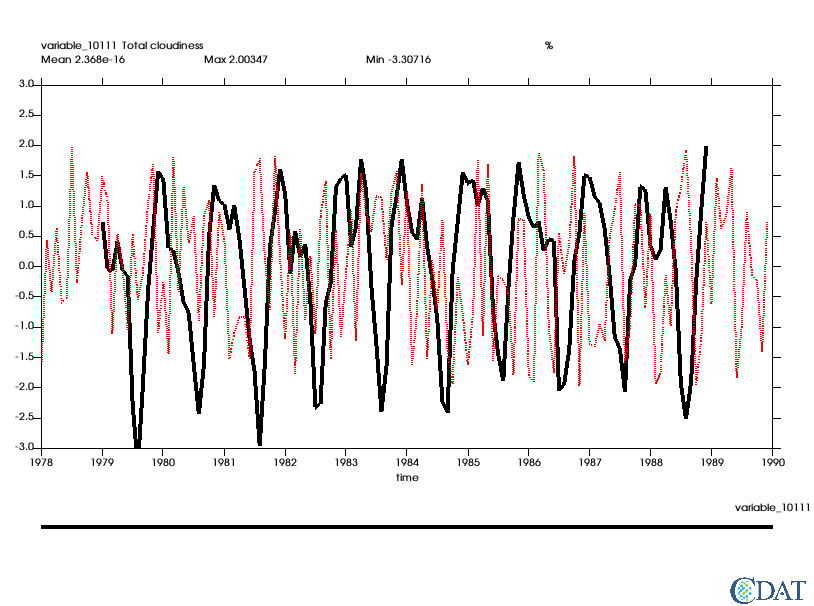 variable_10111 Total cloudiness %
Mean 2.368e-16 Max 2.00347 Min -3.30716
3.0
2.5
2.0
1.5
1.0
0.5
0.0
-0.5
-1.0
-1.5
-2.0
-2.5
-3.0
1978 1979 1980 1981 1982 1983 1984 1985 1986 1987 1988 1989 1990
time
variable_10111
CDAT